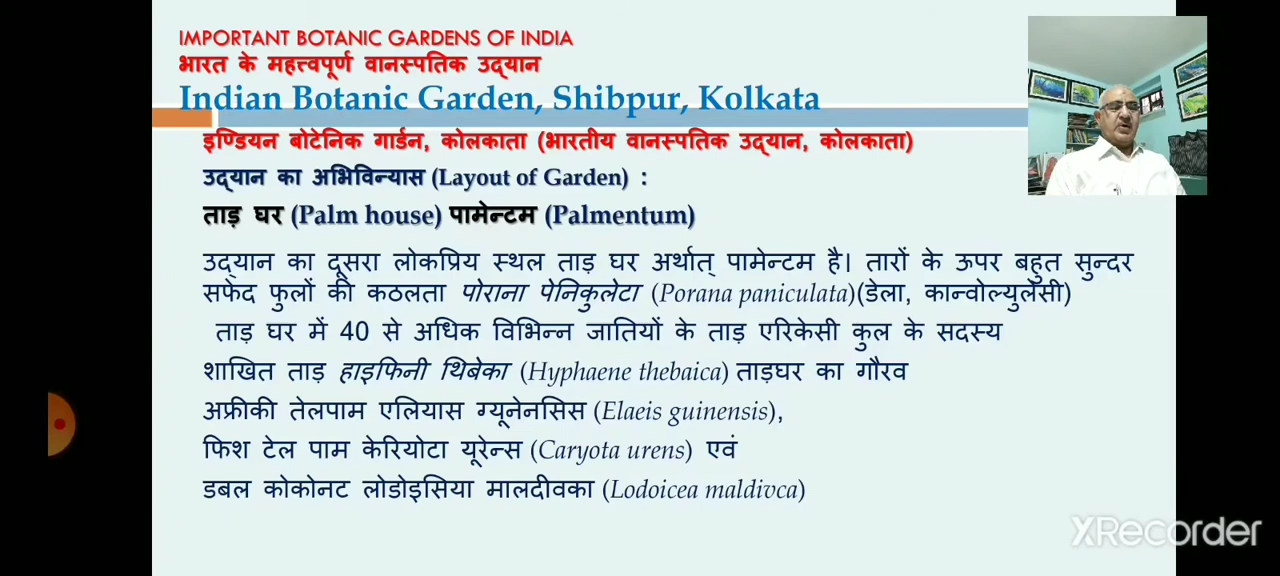 IMPORTANT BOTANIC GARDENS OF INDIA
भारत के महत्त्वपूर्ण वानस्पतिक उद्यान
Indian Botanic Garden, Shibpur, Kolkata
इण्डियन बोटेनिक गार्डन, कोलकाता (भारतीय वानस्पतिक उद्यान, कोलकाता)
उद्यान का अभिविन्यास (Layout of Garden) :
ताड़ घर (Palm house) पामेन्टम (Palmentum)
उद्यान का दूसरा लोकप्रिय स्थल ताड़ घर अर्थात् पामेन्टम है। तारों के ऊपर बहुत सुन्दर
सफेद फुलों की कठलता पोराना पेनिकुलेटा (Porana paniculata)(डेला, कान्वोल्युलेसी)
ताड़ घर में 40 से अधिक विभिन्न जातियों के ताड़ एरिकेसी कुल के सदस्य
शाखित ताड़ हाइफिनी थिबेका (Hyphaene thebaica) ताड़घर का गौरव
अफ्रीकी तेलपाम एलियास ग्यूनेनसिस (Elaeis guinensis),
फिश टेल पाम केरियोटा यूरेन्स (Caryota urens) एवं
डबल कोकोनट लोडोइसिया मालदीवका (Lodoicea maldivca)
XRecorder